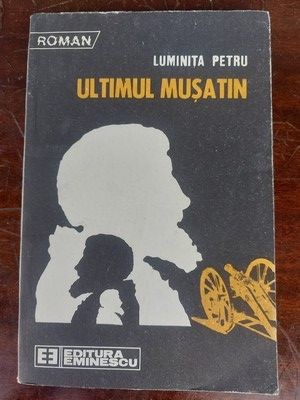 ROMAN
LUMINIȚA PETRU
ULTIMUL MUȘATIN
EE EDITURA
EMINESCU